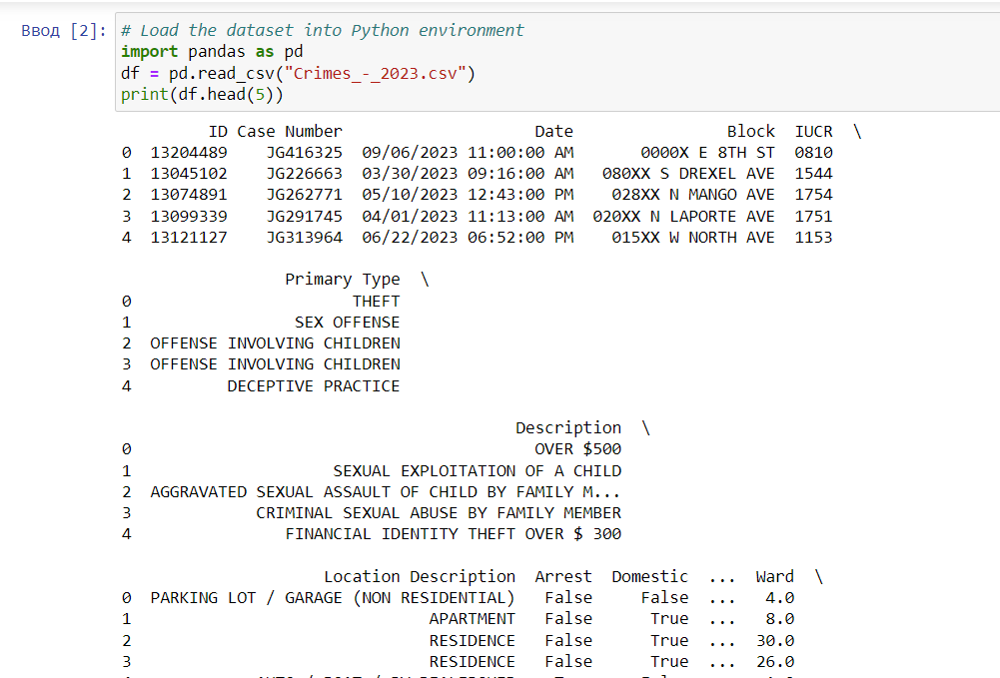 Ввод [2]: # Load the dataset into Python environment
import pandas as pd
df = pd.read_csv("Crimes_-_2023.csv")
print(df.head(5))
ID Case Number Date Block IUCR \
0 13204489 JG416325 09/06/2023 11:00:00 AM 0000X E 8TH ST 0810
1 13045102 JG226663 03/30/2023 09:16:00 AM 080XX S DREXEL AVE 1544
2 13074891 JG262771 05/10/2023 12:43:00 PM 028XX N MANGO AVE 1754
3 13099339 JG291745 04/01/2023 11:13:00 AM 020XX N LAPORTE AVE 1751
4 13121127 JG313964 06/22/2023 06:52:00 PM 015XX W NORTH AVE 1153
Primary Type \
0 THEFT
1 SEX OFFENSE
2 OFFENSE INVOLVING CHILDREN
3 OFFENSE INVOLVING CHILDREN
4 DECEPTIVE PRACTICE
Description \
0 OVER $500
1 SEXUAL EXPLOITATION OF A CHILD
2 AGGRAVATED SEXUAL ASSAULT OF CHILD BY FAMILY M...
3 CRIMINAL SEXUAL ABUSE BY FAMILY MEMBER
4 FINANCIAL IDENTITY THEFT OVER $ 300
Location Description Arrest Domestic ... Ward \
0 PARKING LOT / GARAGE (NON RESIDENTIAL) False False ... 4.0
1 APARTMENT False True ... 8.0
2 RESIDENCE False True ... 30.0
3 RESIDENCE False True ... 26.0